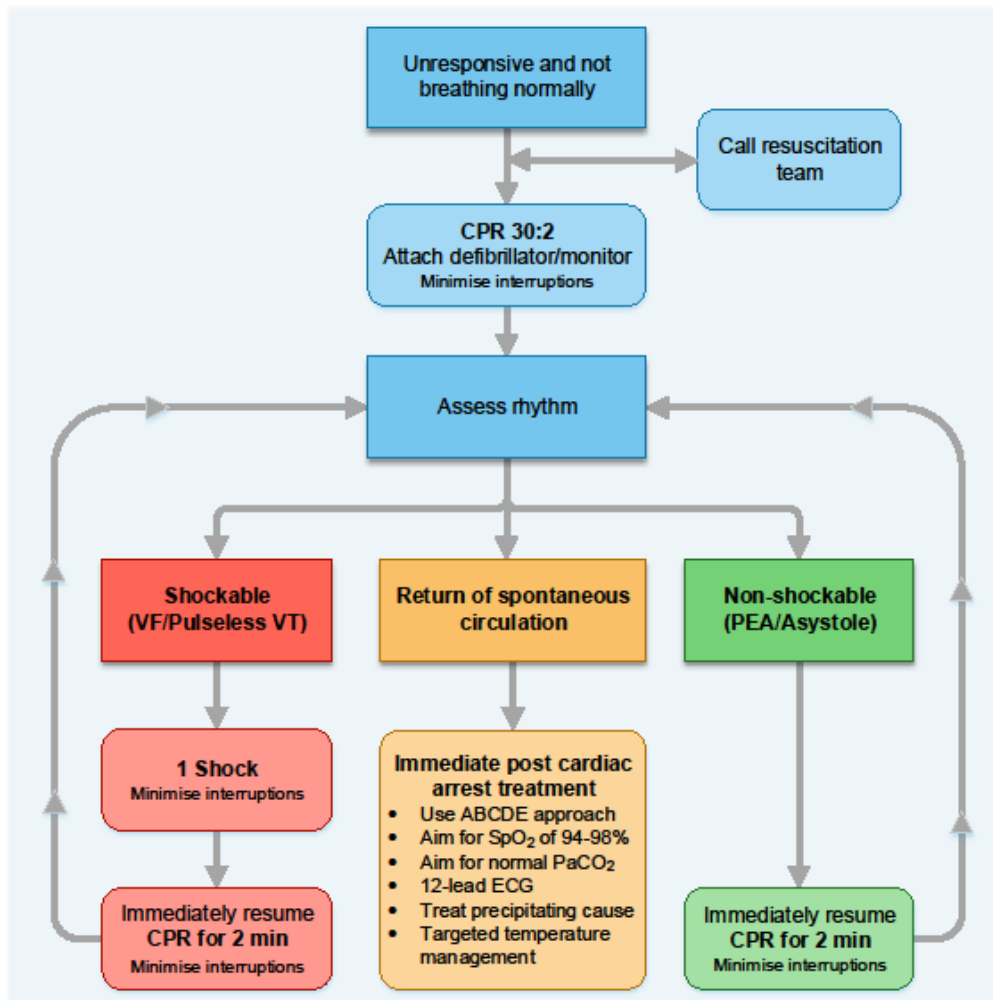 Unresponsive and not
breathing normally
Call resuscitation
team
CPR 30:2
Attach defibrillator/monitor
Minimise interruptions
Assess rhythm
Shockable
(VF/Pulseless VT)
Return of spontaneous
circulation
Non-shockable
(PEA/Asystole)
1 Shock
Minimise interruptions
Immediate post cardiac
arrest treatment
• Use ABCDE approach
• Aim for SpO₂ of 94-98%
• Aim for normal PaCO₂
• 12-lead ECG
• Treat precipitating cause
• Targeted temperature
management
Immediately resume
CPR for 2 min
Minimise interruptions
Immediately resume
CPR for 2 min
Minimise interruptions